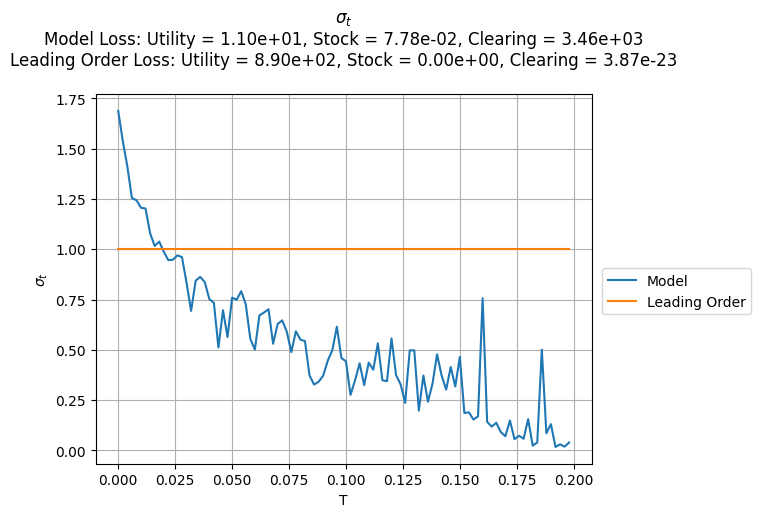 σt
Model Loss: Utility = 1.10e+01, Stock = 7.78e-02, Clearing = 3.46e+03
Leading Order Loss: Utility = 8.90e+02, Stock = 0.00e+00, Clearing = 3.87e-23
1.75
1.50
1.25
1.00
0.75
0.50
0.25
0.00
σt
0.000 0.025 0.050 0.075 0.100 0.125 0.150 0.175 0.200
T
Model
Leading Order